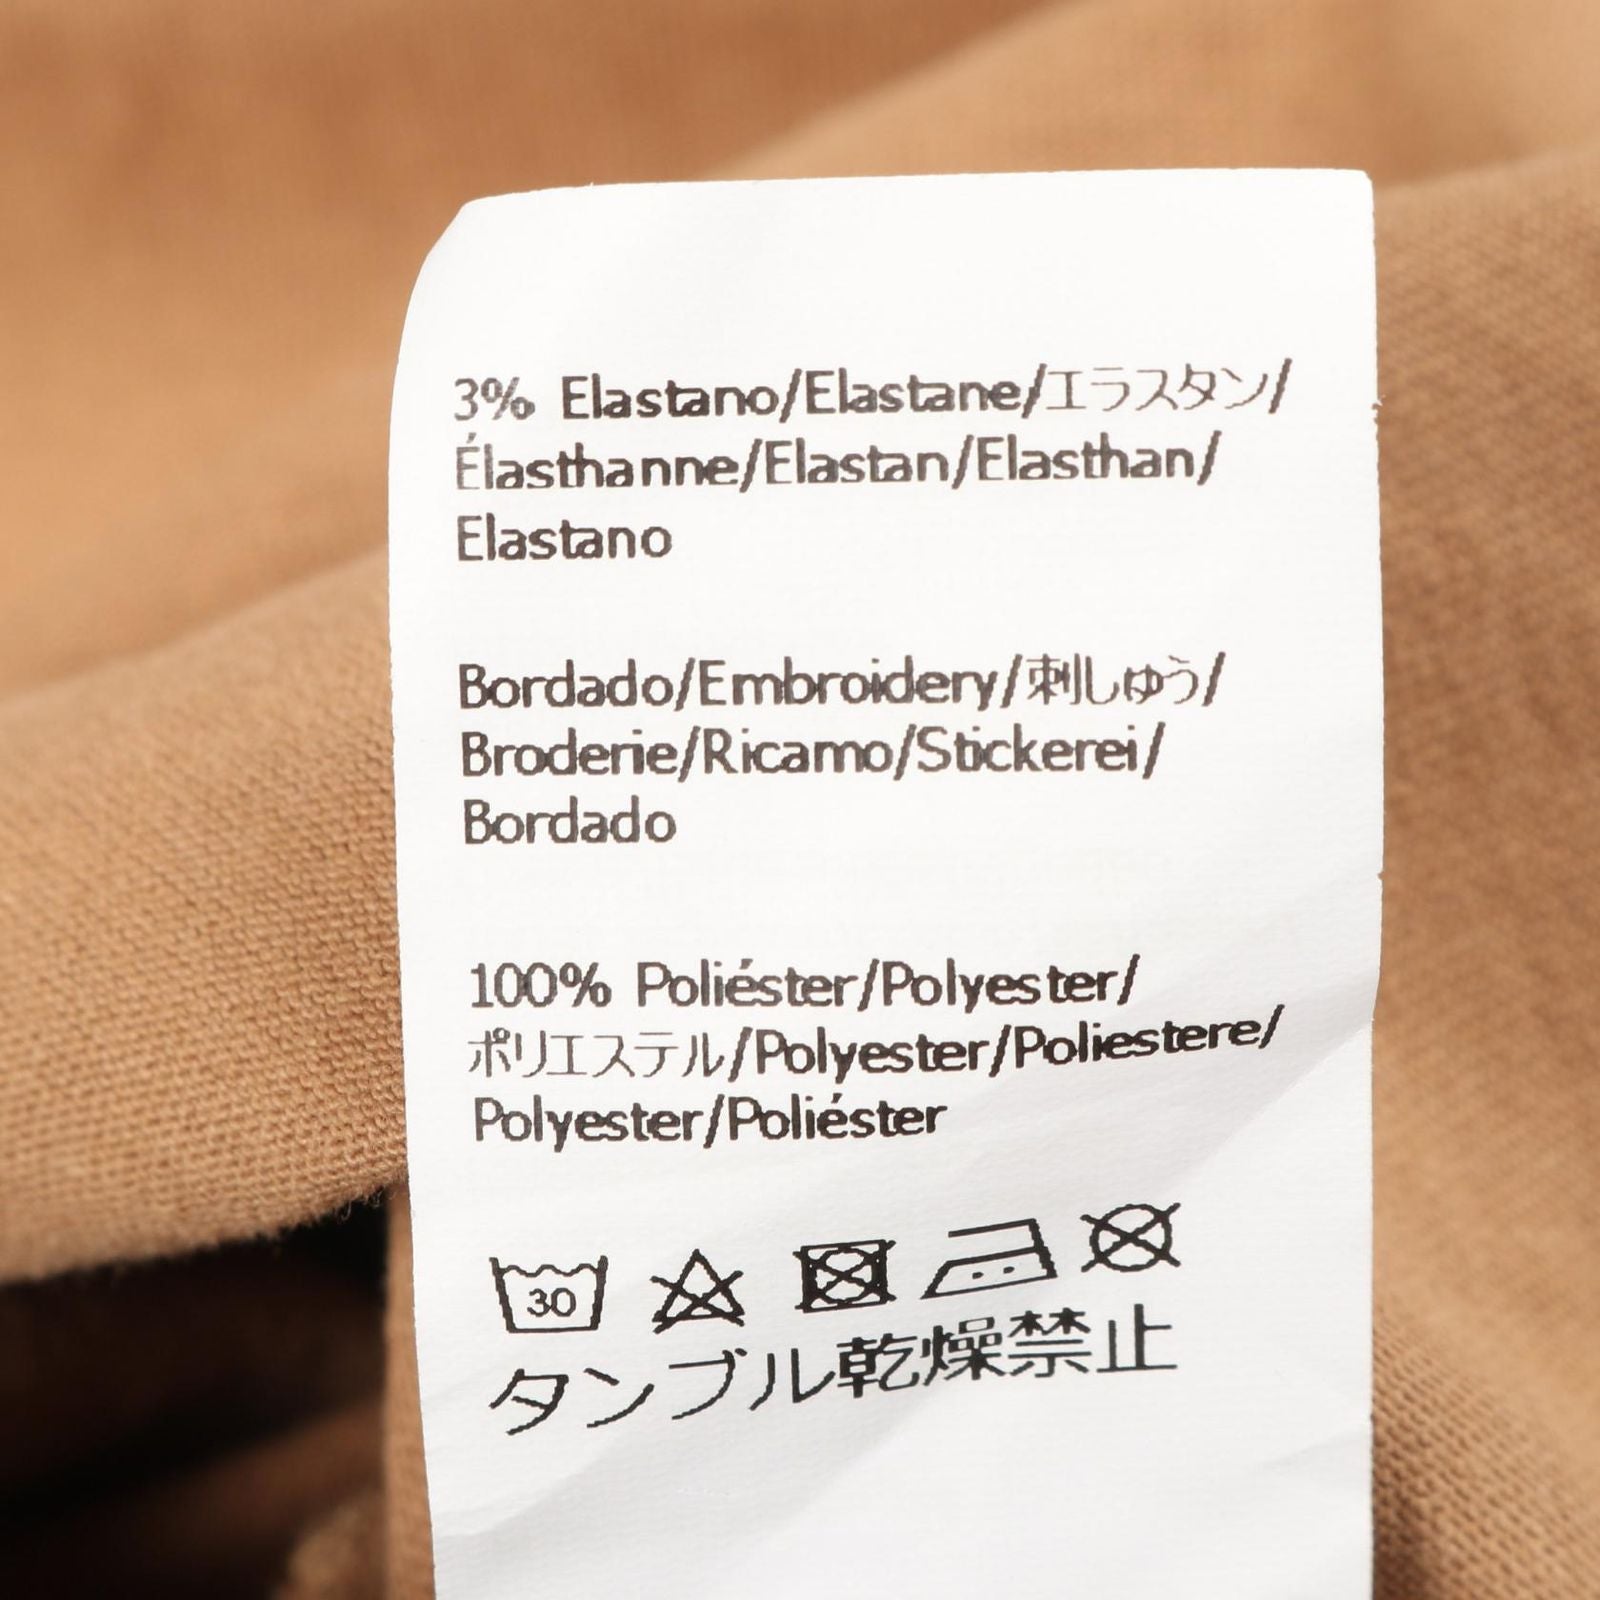 3% Elastano/Elastane/エラスタン/
Élasthanne/Elastan/Elasthan/
Elastano
Bordado/Embroidery/刺しゅう/
Broderie/Ricamo/Stickerei/
Bordado
100% Poliéster/Polyester/
ポリエステル/Polyester/Poliestere/
Polyester/Poliéster
30
タンブル乾燥禁止